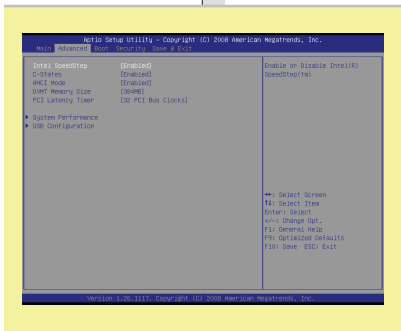 Aptio Setup Utility - Copyright (C) 2008 American Megatrends, Inc.
Main Advanced Boot Security Save & Exit
Intel SpeedStep [Enabled]
C-States [Enabled]
AHCI Mode [Enabled]
DVMT Memory Size [384MB]
PCI Latency Timer [32 PCI Bus Clocks]
System Performance
USB Configuration
Enable or Disable Intel(R)
SpeedStep(tm)
↔: Select Screen
↑↓: Select Item
Enter: Select
+/-: Change Opt.
F1: General Help
F9: Optimized Defaults
F10: Save ESC: Exit
Version 1.26.1117. Copyright (C) 2008 American Megatrends, Inc.